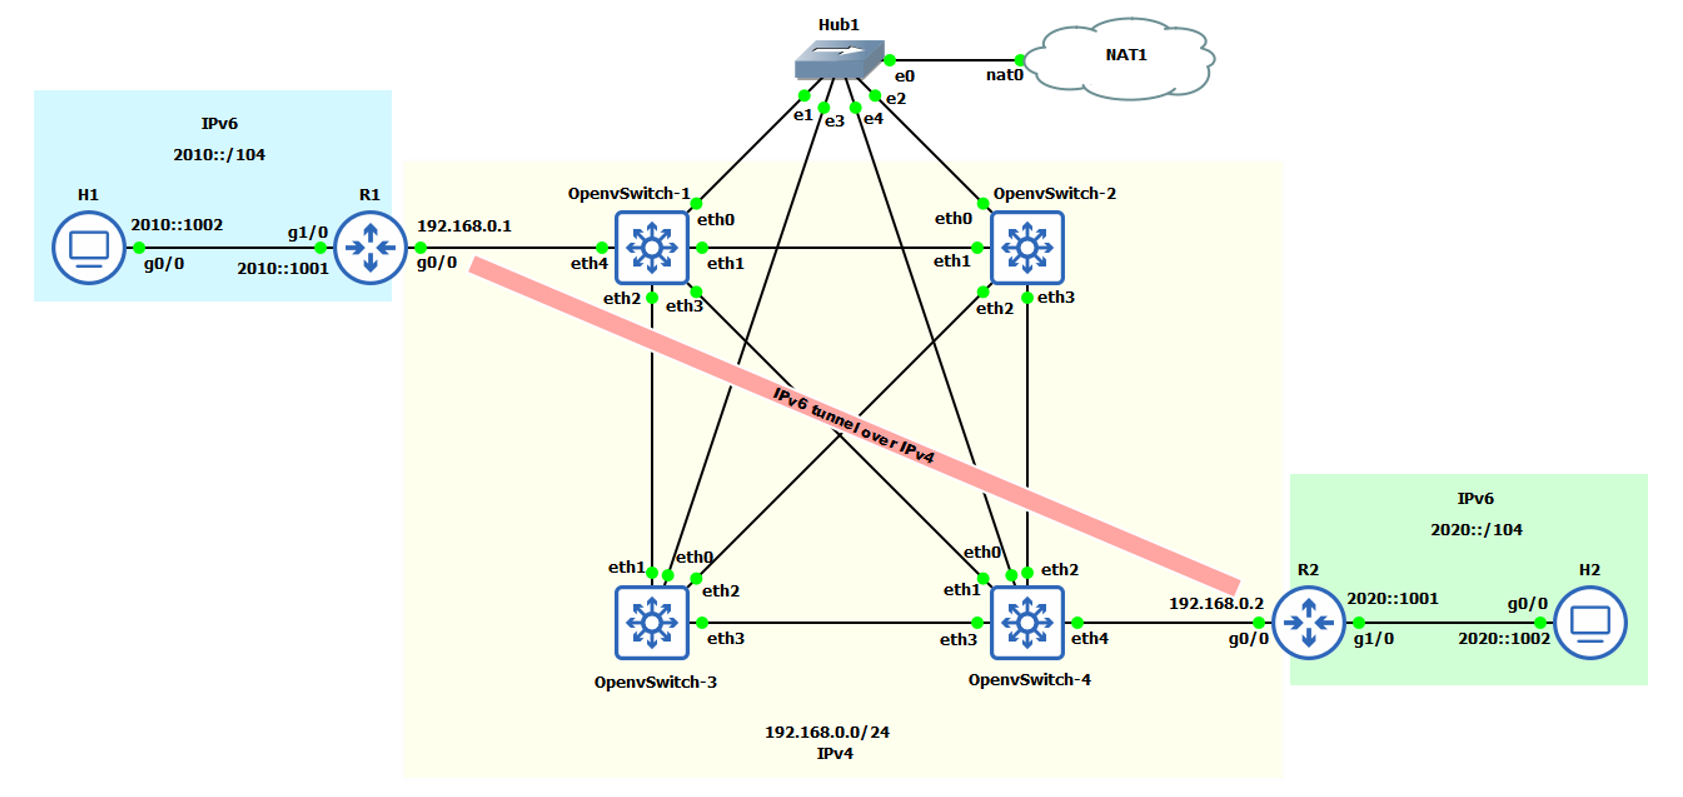 Hub1
NAT1
e0
nat0
e1
e3
e4
e2
IPv6
2010::/104
H1
R1
2010::1002
g1/0
g0/0
2010::1001
192.168.0.1
g0/0
OpenvSwitch-1
OpenvSwitch-2
eth0
eth0
eth4
eth1
eth1
eth2
eth3
eth2
eth3
IPv6 tunnel over IPv4
eth1
eth0
eth2
eth0
eth1
eth2
eth3
eth3
eth4
OpenvSwitch-3
OpenvSwitch-4
192.168.0.0/24
IPv4
IPv6
2020::/104
R2
H2
192.168.0.2
g0/0
2020::1001
g1/0
g0/0
2020::1002